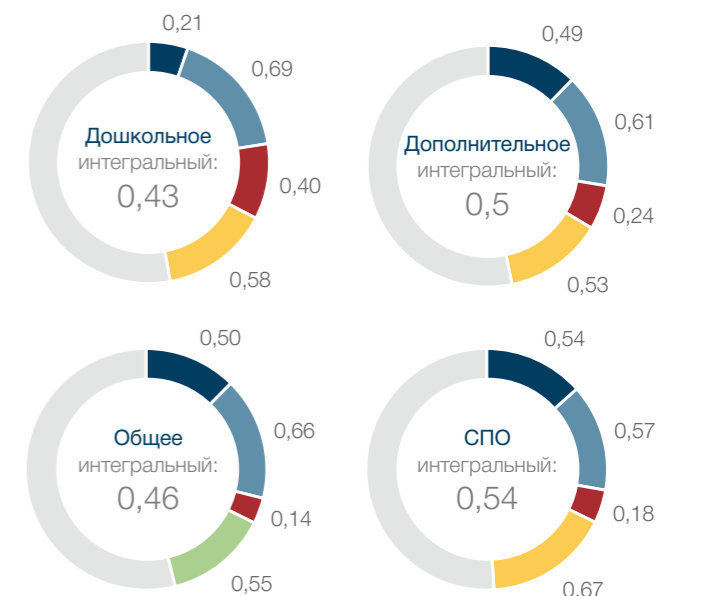 0,21
0,69
Дошкольное
интегральный:
0,43
0,40
0,58
0,49
0,61
Дополнительное
интегральный:
0,5
0,24
0,53
0,50
0,66
Общее
интегральный:
0,46
0,14
0,55
0,54
0,57
СПО
интегральный:
0,54
0,18
0,67